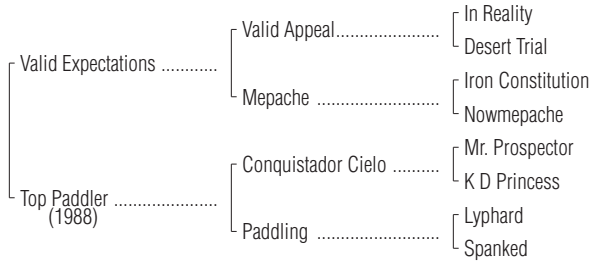 In Reality
Valid Appeal.....................
Desert Trial
Valid Expectations ............
Iron Constitution
Mepache .........................
Nowmepache
Mr. Prospector
Conquistador Cielo ..........
K D Princess
Top Paddler ......................
(1988)
Lyphard
Paddling .........................
Spanked